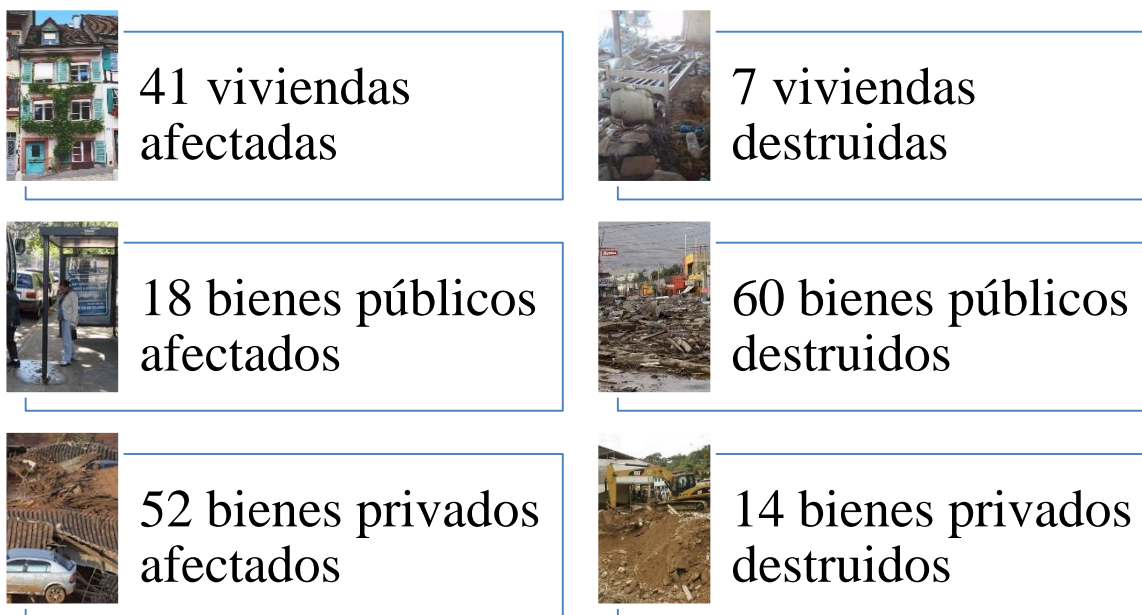 41 viviendas
afectadas
7 viviendas
destruidas
18 bienes públicos
afectados
60 bienes públicos
destruidos
52 bienes privados
afectados
14 bienes privados
destruidos